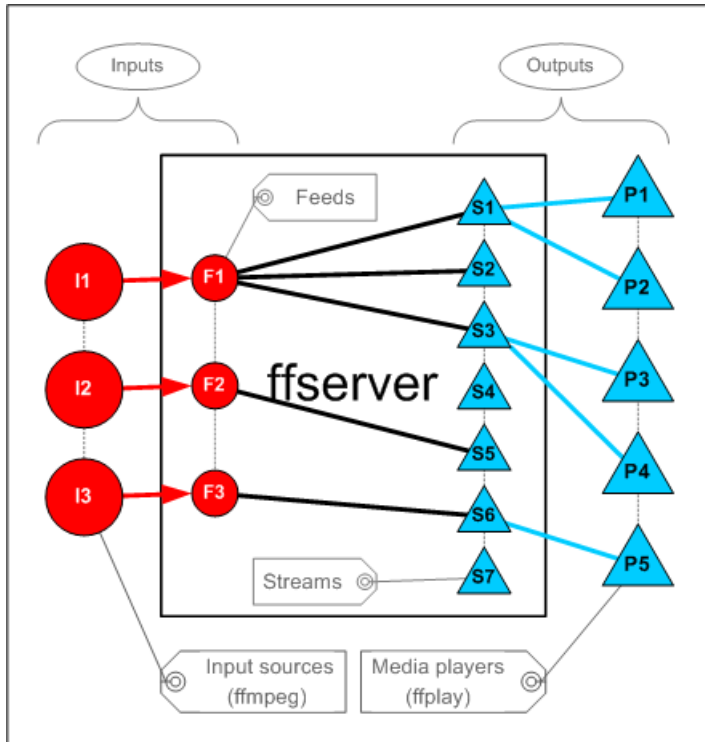 Inputs
Outputs
Feeds
S1
P1
I1
F1
S2
P2
S3
I2
F2
ffserver
S4
P3
S5
P4
I3
F3
S6
Streams
S7
P5
Input sources
(ffmpeg)
Media players
(ffplay)